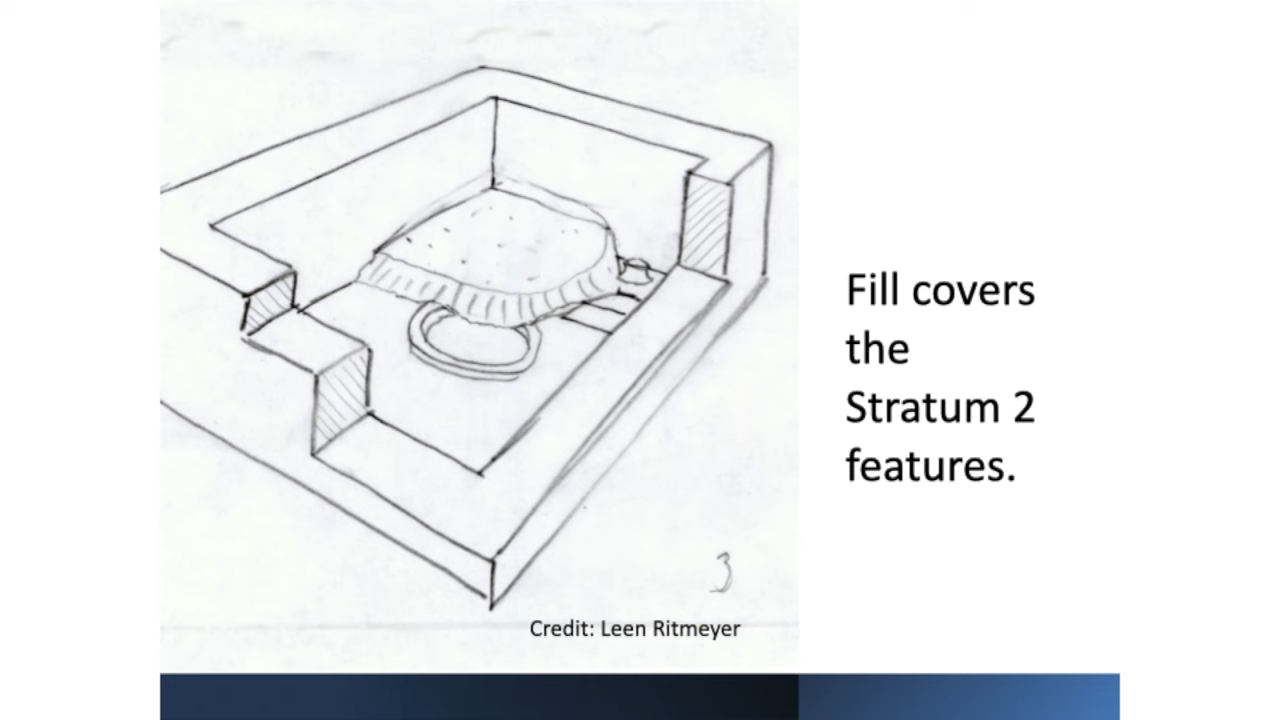 Fill covers
the
Stratum 2
features.
3
Credit: Leen Ritmeyer